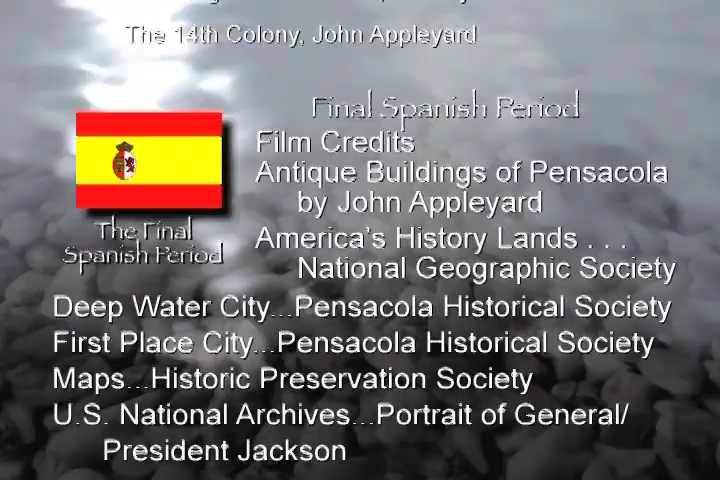 The 14th Colony, John Appleyard
Final Spanish Period
Film Credits
Antique Buildings of Pensacola
by John Appleyard
The Final
Spanish Period
America's History Lands . . .
National Geographic Society
Deep Water City...Pensacola Historical Society
First Place City...Pensacola Historical Society
Maps...Historic Preservation Society
U.S. National Archives...Portrait of General/
President Jackson